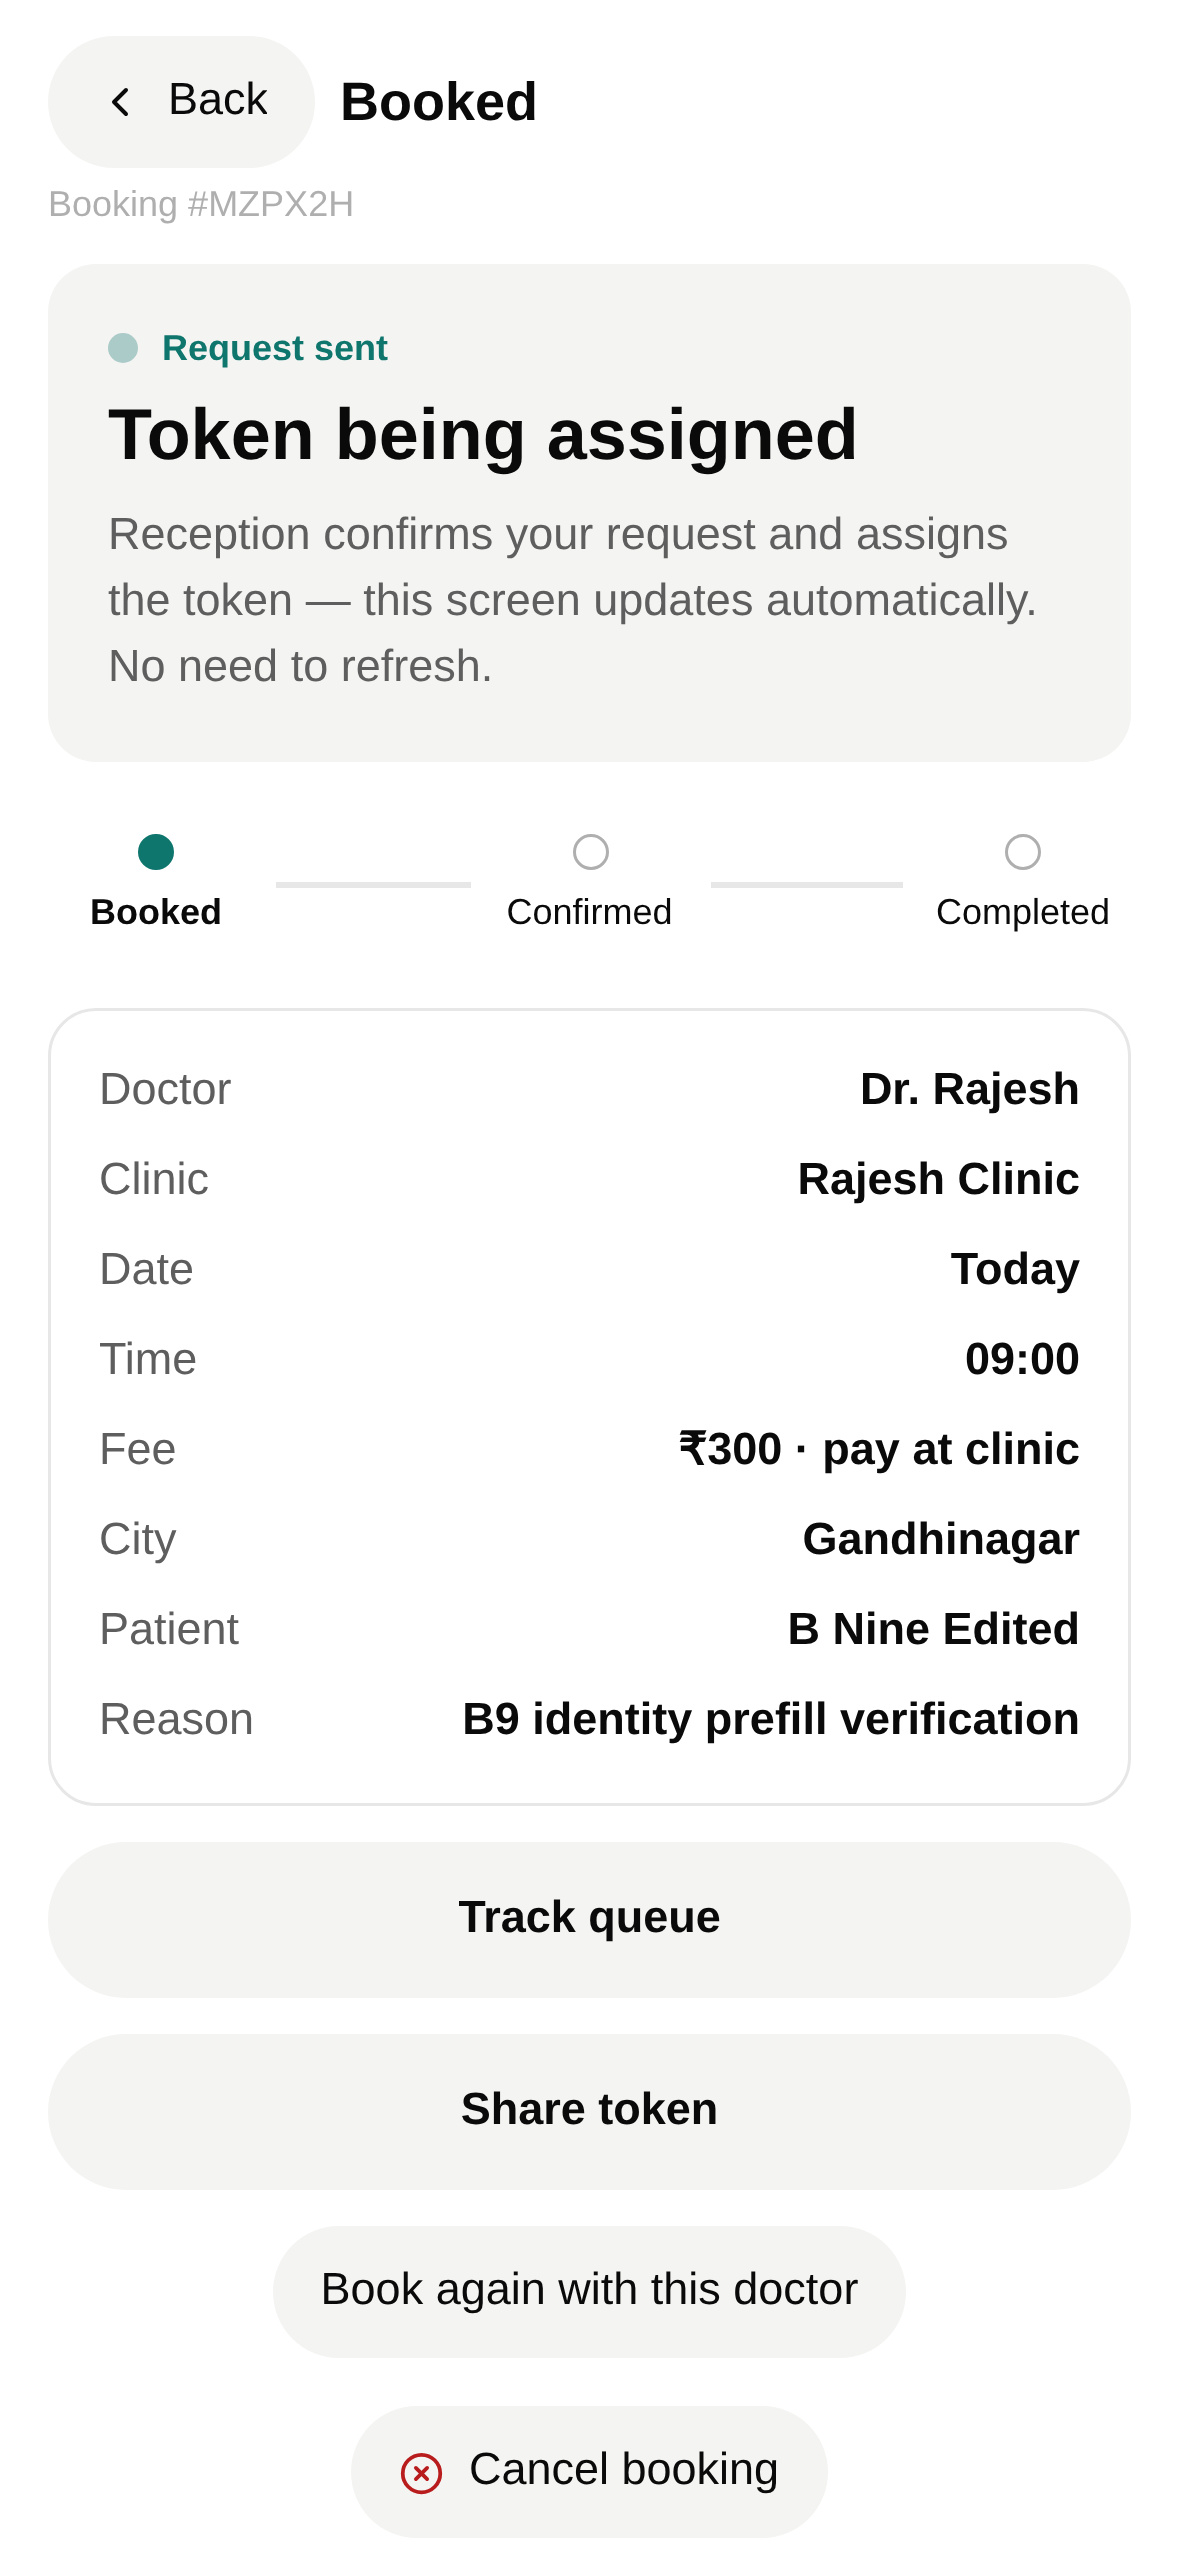 Back
Booked
Booking #MZPX2H
Request sent
Token being assigned
Reception confirms your request and assigns
the token — this screen updates automatically.
No need to refresh.
Booked
Confirmed
Completed
Doctor Dr. Rajesh
Clinic Rajesh Clinic
Date Today
Time 09:00
Fee ₹300 · pay at clinic
City Gandhinagar
Patient B Nine Edited
Reason B9 identity prefill verification
Track queue
Share token
Book again with this doctor
Cancel booking